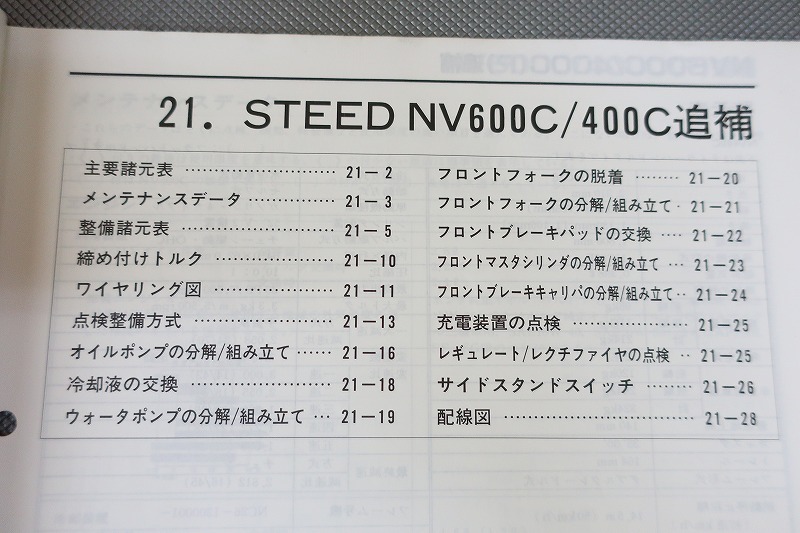 21. STEED NV600C/400C追補
主要諸元表 ························ 21−2
メンテナンスデータ ·············· 21−3
整備諸元表 ························ 21−5
締め付けトルク ···················· 21−10
ワイヤリング図 ···················· 21−11
点検整備方式 ······················ 21−13
オイルポンプの分解/組み立て ······ 21−16
冷却液の交換 ······················ 21−18
ウォータポンプの分解/組み立て ··· 21−19
フロントフォークの脱着 ········ 21−20
フロントフォークの分解/組み立て · 21−21
フロントブレーキパッドの交換 ···· 21−22
フロントマスタシリンダの分解/組み立て ··· 21−23
フロントブレーキキャリパの分解/組み立て ·· 21−24
充電装置の点検 ···················· 21−25
レギュレート/レクチファイヤの点検 ·· 21−25
サイドスタンドスイッチ ·········· 21−26
配線図 ······························ 21−28